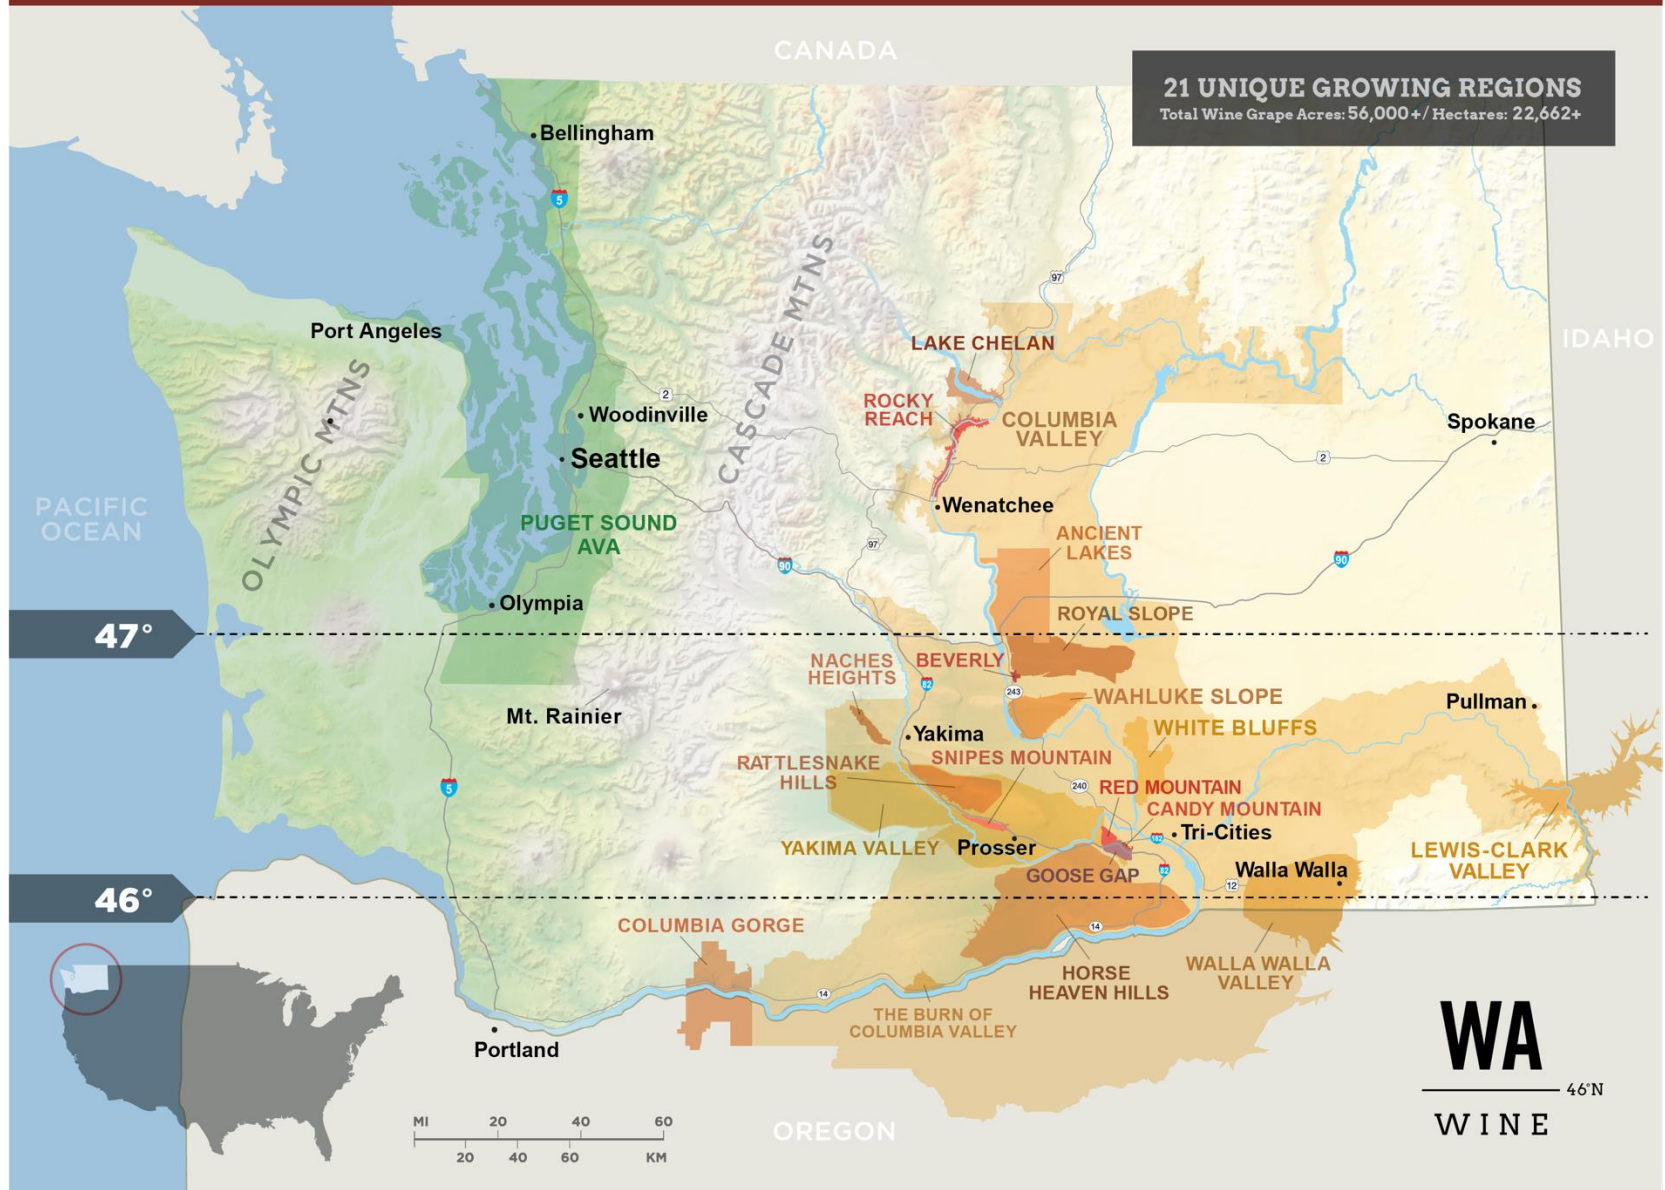 CANADA
21 UNIQUE GROWING REGIONS
Total Wine Grape Acres: 56,000+/ Hectares: 22,662+
Bellingham
5
CASCADE MTNS
97
Port Angeles
LAKE CHELAN
IDAHO
OLYMPIC MTNS
2
ROCKY
REACH
COLUMBIA
VALLEY
Woodinville
Spokane
Seattle
2
PACIFIC
OCEAN
Wenatchee
PUGET SOUND
AVA
ANCIENT
LAKES
97
90
90
Olympia
ROYAL SLOPE
47°
NACHES
HEIGHTS
BEVERLY
82
243
WAHLUKE SLOPE
Pullman
Mt. Rainier
WHITE BLUFFS
Yakima
SNIPES MOUNTAIN
RATTLESNAKE
HILLS
5
240
RED MOUNTAIN
CANDY MOUNTAIN
182
Tri-Cities
YAKIMA VALLEY
Prosser
LEWIS-CLARK
VALLEY
GOOSE GAP
82
12
Walla Walla
46°
COLUMBIA GORGE
14
WALLA WALLA
VALLEY
HORSE
HEAVEN HILLS
14
THE BURN OF
COLUMBIA VALLEY
Portland
WA
46°N
WINE
MI 20 40 60
20 40 60 KM
OREGON